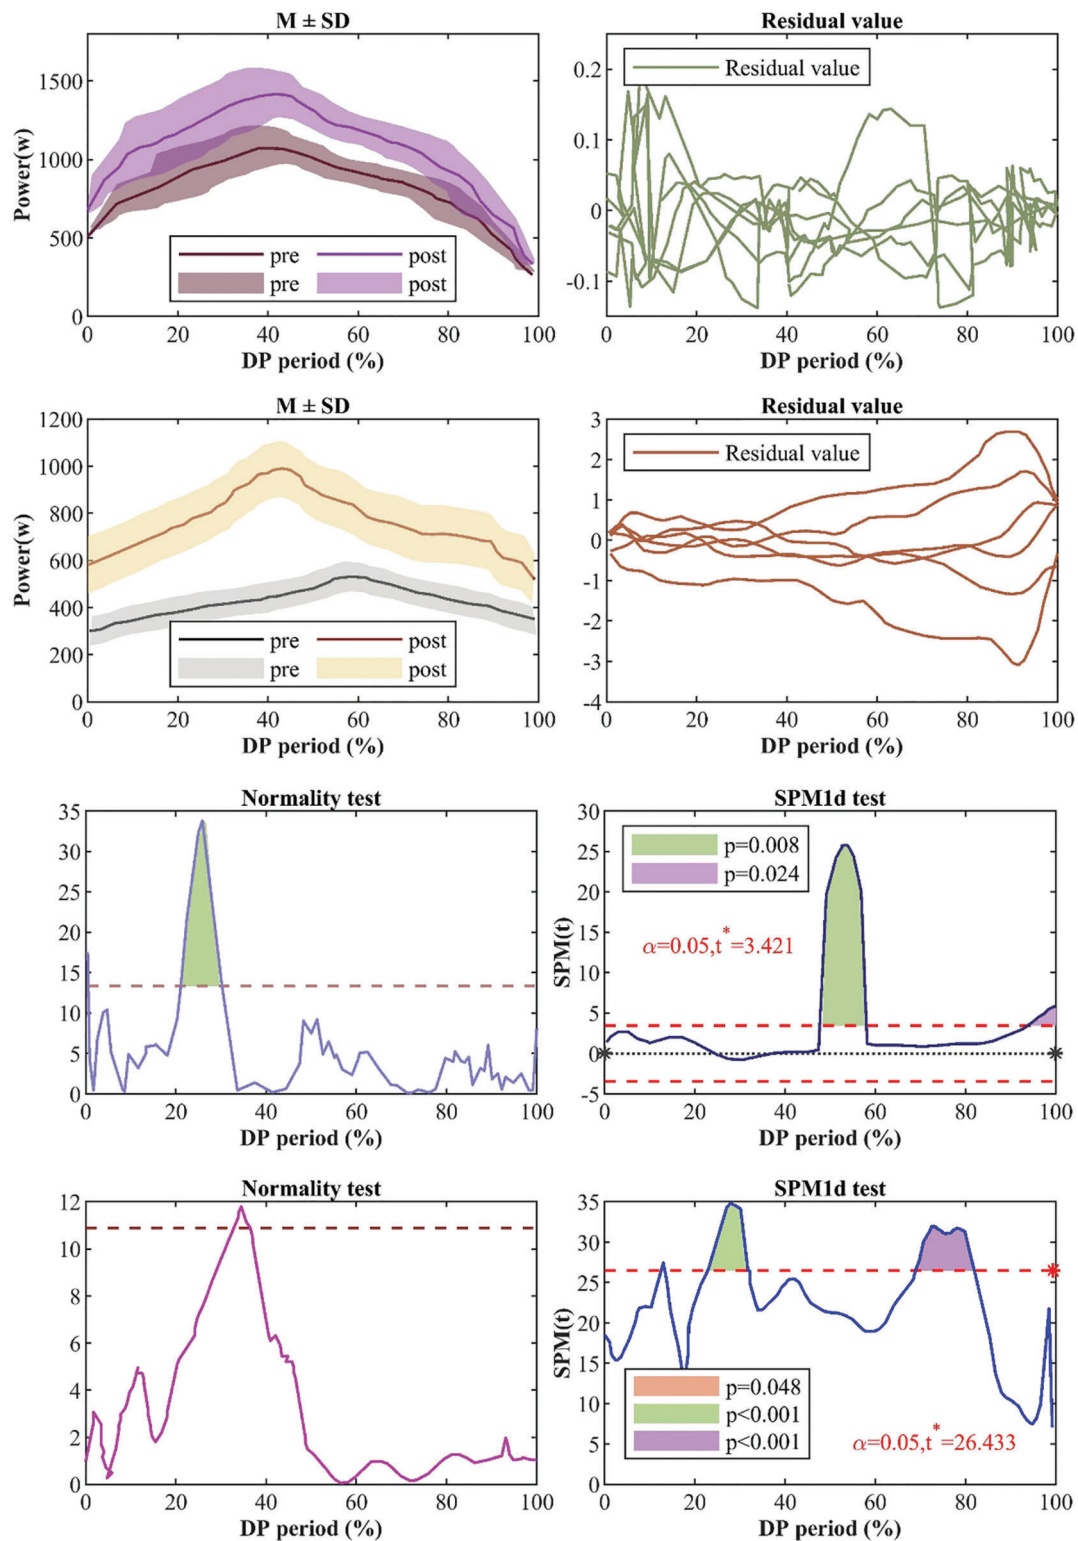 M ± SD
1500
1000
500
0
Power(w)
pre post
pre post
0 20 40 60 80 100
DP period (%)
Residual value
0.2
0.1
0
-0.1
Residual value
0 20 40 60 80 100
DP period (%)
M ± SD
1200
1000
800
600
400
200
0
Power(w)
pre post
pre post
0 20 40 60 80 100
DP period (%)
Residual value
3
2
1
0
-1
-2
-3
-4
Residual value
0 20 40 60 80 100
DP period (%)
Normality test
35
30
25
20
15
10
5
0
0 20 40 60 80 100
DP period (%)
SPM1d test
30
25
20
15
10
5
0
-5
SPM(t)
p=0.008
p=0.024
α=0.05,t*=3.421
0 20 40 60 80 100
DP period (%)
Normality test
12
10
8
6
4
2
0
0 20 40 60 80 100
DP period (%)
SPM1d test
35
30
25
20
15
10
5
0
SPM(t)
p=0.048
p<0.001
p<0.001
α=0.05,t*=26.433
0 20 40 60 80 100
DP period (%)